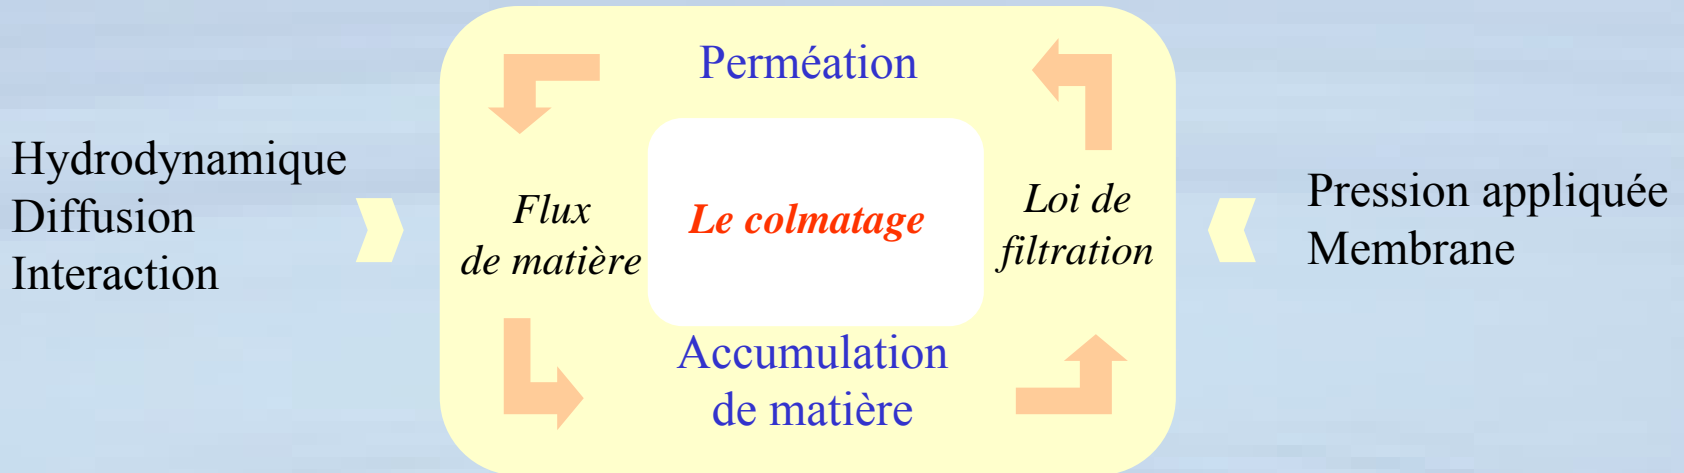 Perméation
Hydrodynamique
Diffusion
Interaction
Flux
de matière
Le colmatage
Loi de
filtration
Pression appliquée
Membrane
Accumulation
de matière